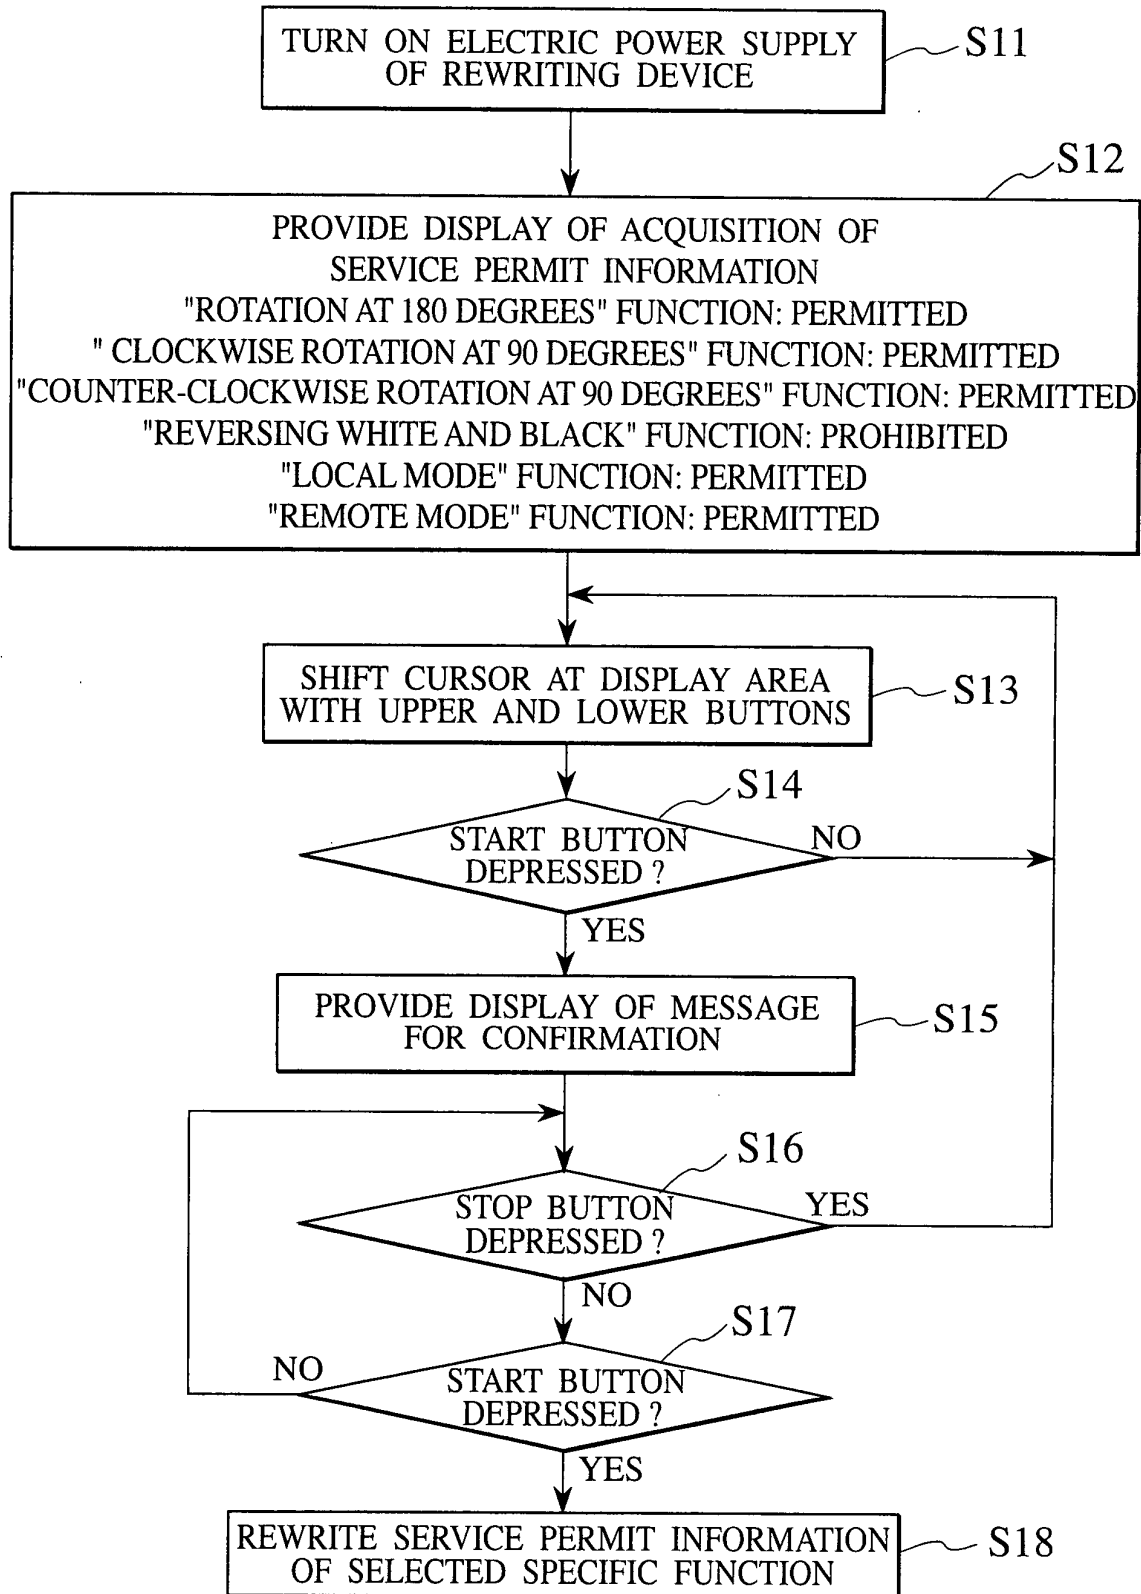 TURN ON ELECTRIC POWER SUPPLY
OF REWRITING DEVICE
S11
S12
PROVIDE DISPLAY OF ACQUISITION OF
SERVICE PERMIT INFORMATION
"ROTATION AT 180 DEGREES" FUNCTION: PERMITTED
" CLOCKWISE ROTATION AT 90 DEGREES" FUNCTION: PERMITTED
"COUNTER-CLOCKWISE ROTATION AT 90 DEGREES" FUNCTION: PERMITTED
"REVERSING WHITE AND BLACK" FUNCTION: PROHIBITED
"LOCAL MODE" FUNCTION: PERMITTED
"REMOTE MODE" FUNCTION: PERMITTED
SHIFT CURSOR AT DISPLAY AREA
WITH UPPER AND LOWER BUTTONS
S13
S14
START BUTTON
DEPRESSED ?
NO
YES
PROVIDE DISPLAY OF MESSAGE
FOR CONFIRMATION
S15
S16
STOP BUTTON
DEPRESSED ?
YES
NO
S17
NO
START BUTTON
DEPRESSED ?
YES
REWRITE SERVICE PERMIT INFORMATION
OF SELECTED SPECIFIC FUNCTION
S18